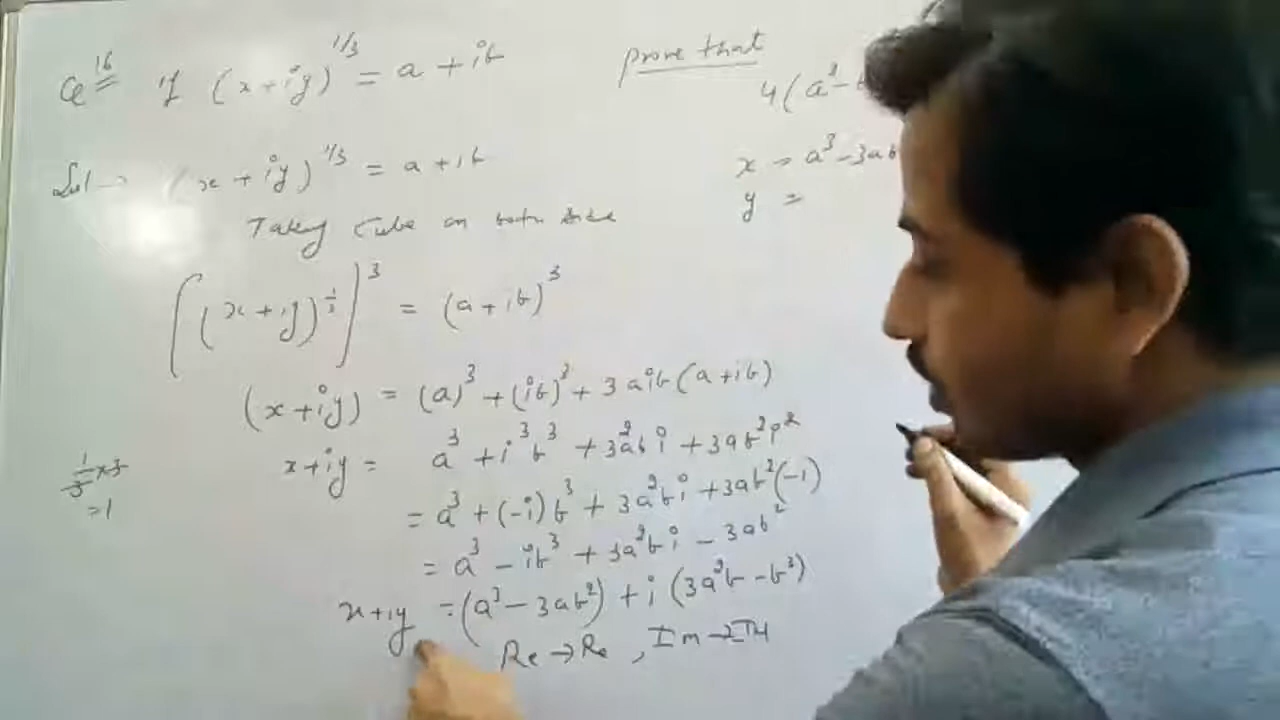 Q 16 If (x+iy)^1/3 = a + ib prove that
4(a²-
Sol → (x+iy)^1/3 = a + ib
x → a³-3ab
y =
Taking Cube on both side
[(x+iy)^1/3]^3 = (a+ib)^3
(x+iy) = (a)³ + (ib)³ + 3aib(a+ib)
x+iy = a³ + i³b³ + 3a²bi + 3ab²i²
1/3 x3
=1
= a³ + (-i)b³ + 3a²bi + 3ab²(-1)
= a³ - ib³ + 3a²bi - 3ab²
x+iy = (a³-3ab²) + i(3a²b-b³)
Re → Re, Im →